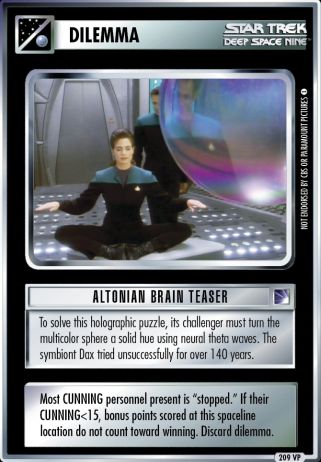 DILEMMA
STAR TREK
DEEP SPACE NINE
NOT ENDORSED BY CBS OR PARAMOUNT PICTURES
ALTONIAN BRAIN TEASER
To solve this holographic puzzle, its challenger must turn the
multicolor sphere a solid hue using neural theta waves. The
symbiont Dax tried unsuccessfully for over 140 years.
Most CUNNING personnel present is “stopped.” If their
CUNNING<15, bonus points scored at this spaceline
location do not count toward winning. Discard dilemma.
209 VP